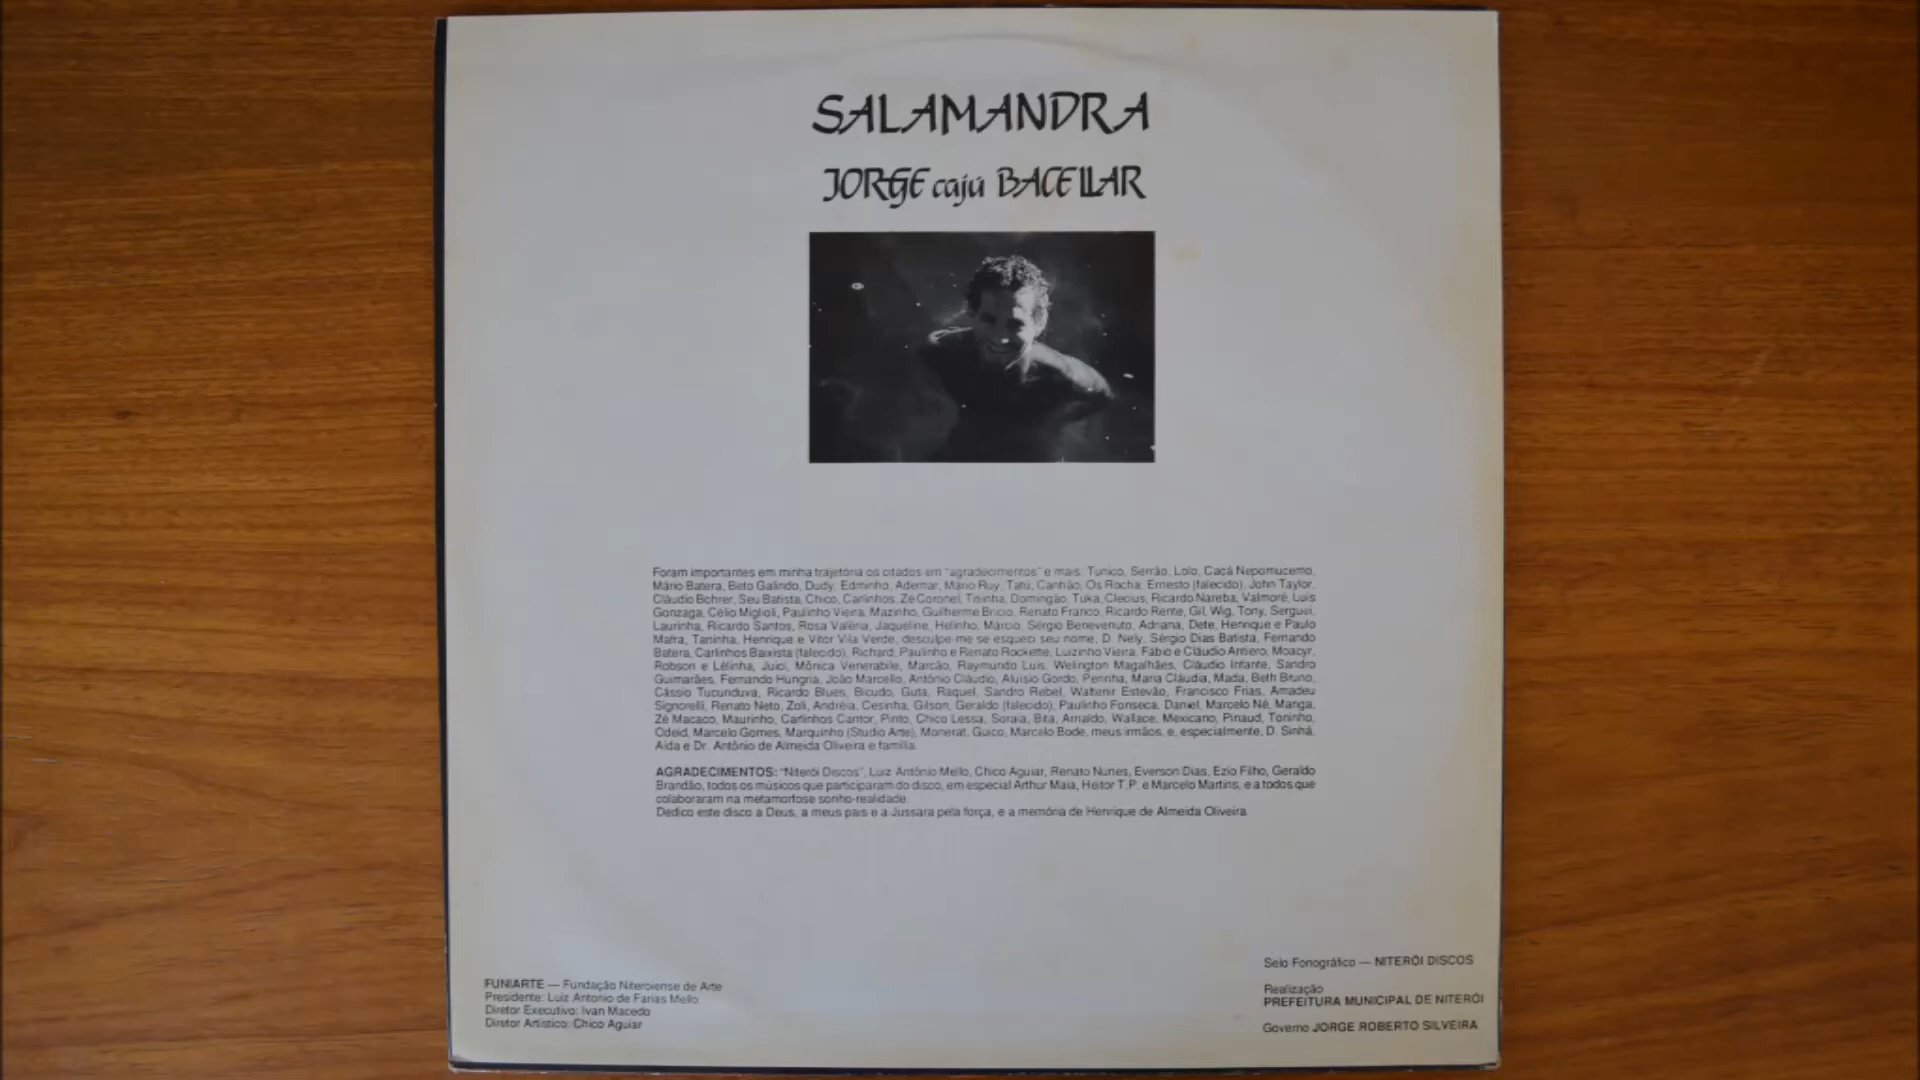 SALAMANDRA
JORGE cajú BACELLAR
Foram importantes em minha trajetória os citados em "agradecimentos" e mais: Tunico, Serrão, Lolo, Cacá Nepomucemo,
Mário Batera, Beto Galindo, Dudy, Edminho, Ademar, Mário Ruy, Tatú, Canhão, Os Rocha, Ernesto (falecido), John Taylor,
Cláudio Bohrer, Seu Batista, Chico, Carlinhos, Zé Coronel, Domingão, Tuka, Clecius, Ricardo Nareba, Valmoré, Luis
Gonzaga, Célio Miglioli, Paulinho Vieira, Mazinho, Guilherme Bricio, Renato Franco, Ricardo Rente, Gil, Wig, Tony, Serguei,
Laurinha, Ricardo Santos, Rosa Valéria, Jaqueline, Helinho, Márcio, Sérgio Benevenuto, Adriana, Dete, Henrique e Paulo
Mafra, Taninha, Henrique e Vitor Vila Verde, desculpe-me se esqueci seu nome, D. Nely, Sérgio Dias Batista, Fernando
Batera, Carlinhos Baixista (falecido), Richard, Paulinho e Renato Rockette, Luizinho Vieira, Fábio e Cláudio Antiero, Moacyr,
Robson e Lélinha, Juici, Mônica Venerabile, Marcão, Raymundo Luis, Welington Magalhães, Cláudio Infante, Sandro
Guimarães, Fernando Hungria, João Marcello, Antônio Cláudio, Aluísio Gordo, Peninha, Maria Cláudia, Mada, Beth Bruno,
Cássio Tucunduva, Ricardo Blues, Bicudo, Guta, Raquel, Sandro Rebel, Waltenir Estevão, Francisco Frias, Amadeu
Signorelli, Renato Neto, Zoli, Andréia, Cesinha, Gilson, Geraldo (falecido), Paulinho Fonseca, Daniel, Marcelo Né, Manga,
Zé Macaco, Maurinho, Carlinhos Cantor, Pinto, Chico Lessa, Soraia, Bita, Arnaldo, Wallace, Mexicano, Pinaud, Toninho,
Odeid, Marcelo Gomes, Marquinho (Studio Arte), Monerat, Guico, Marcelo Bode, meus irmãos, e, especialmente, D. Sinhá,
Aida e Dr. Antônio de Almeida Oliveira e família.
AGRADECIMENTOS: "Niterói Discos", Luiz Antônio Mello, Chico Aguiar, Renato Nunes, Everson Dias, Ezio Filho, Geraldo
Brandão, todos os músicos que participaram do disco, em especial Arthur Maia, Heitor T.P. e Marcelo Martins, e a todos que
colaboraram na metamorfose sonho-realidade.
Dedico este disco a Deus, a meus pais e à Jussara pela força, e a memória de Henrique de Almeida Oliveira
FUNIARTE — Fundação Niteroiense de Arte
Presidente: Luiz Antonio de Farias Mello
Diretor Executivo: Ivan Macedo
Diretor Artístico: Chico Aguiar
Selo Fonográfico — NITERÓI DISCOS
Realização
PREFEITURA MUNICIPAL DE NITERÓI
Governo JORGE ROBERTO SILVEIRA